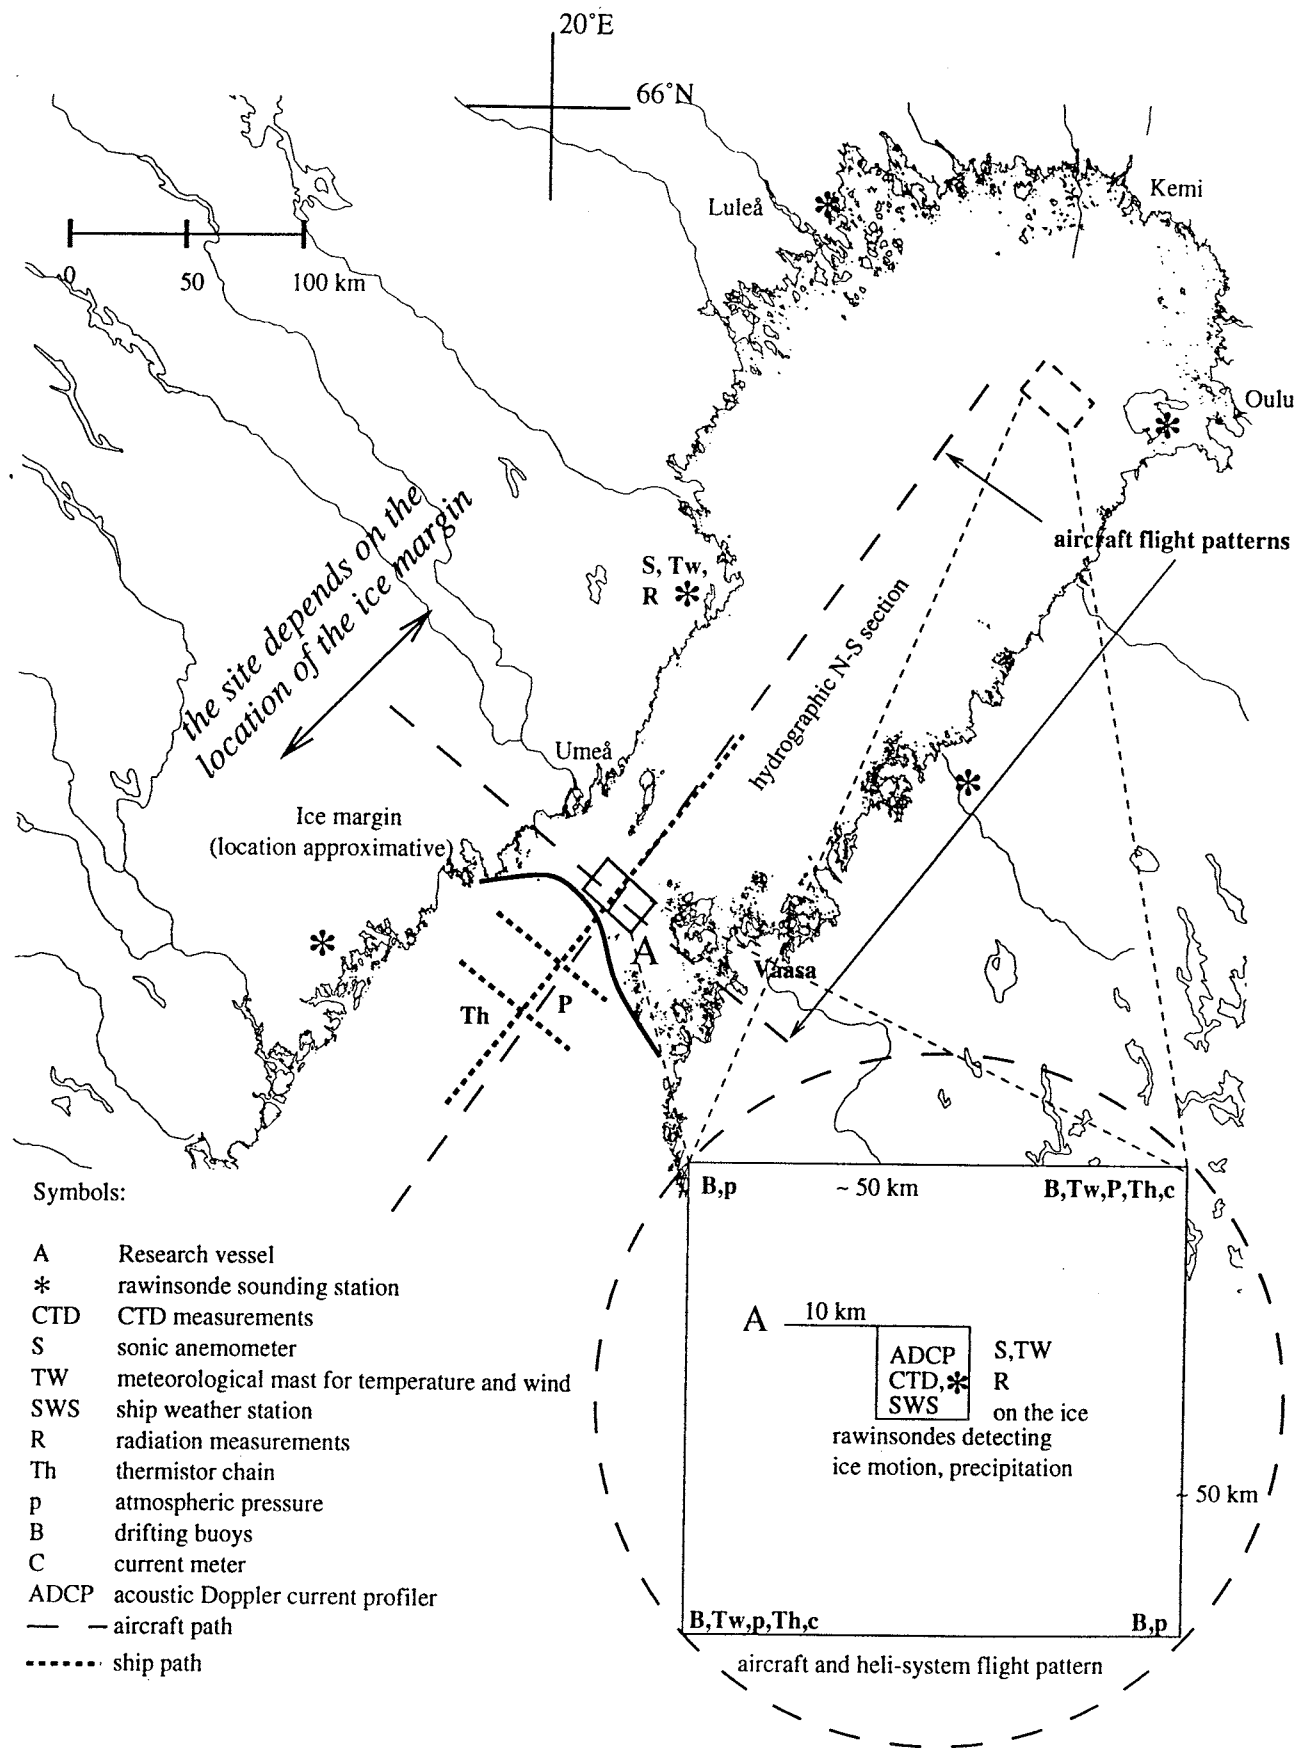 20°E
66°N
Luleå
Kemi
0
50
100 km
Oulu
the site depends on the
location of the ice margin
aircraft flight patterns
S, Tw,
R *
hydrographic N-S section
Umeå
Ice margin
(location approximative)
A
Vaasa
Th
P
Symbols:
A Research vessel
* rawinsonde sounding station
CTD CTD measurements
S sonic anemometer
TW meteorological mast for temperature and wind
SWS ship weather station
R radiation measurements
Th thermistor chain
p atmospheric pressure
B drifting buoys
C current meter
ADCP acoustic Doppler current profiler
aircraft path
ship path
B,p
~ 50 km
B,Tw,P,Th,c
A
10 km
ADCP
CTD,*
SWS
S,TW
R
on the ice
rawinsondes detecting
ice motion, precipitation
~ 50 km
B,Tw,p,Th,c
B,p
aircraft and heli-system flight pattern